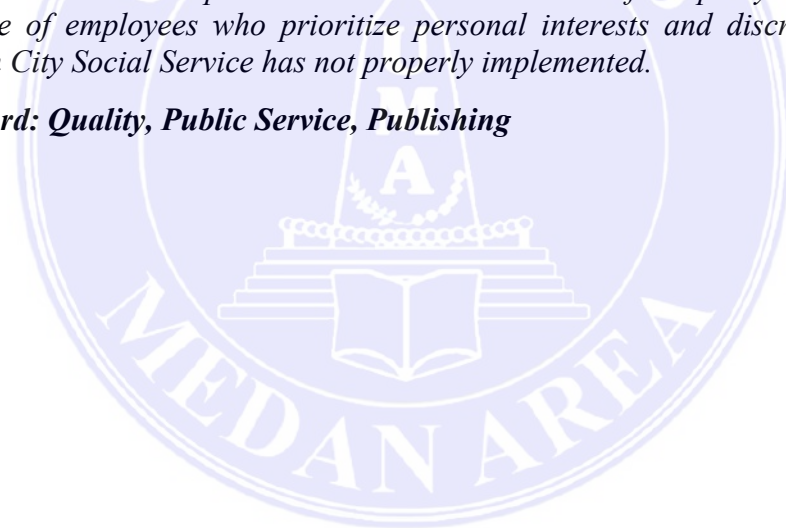 e of employees who prioritize personal interests and discr
City Social Service has not properly implemented.
rd: Quality, Public Service, Publishing
M
A
MEDAN AREA